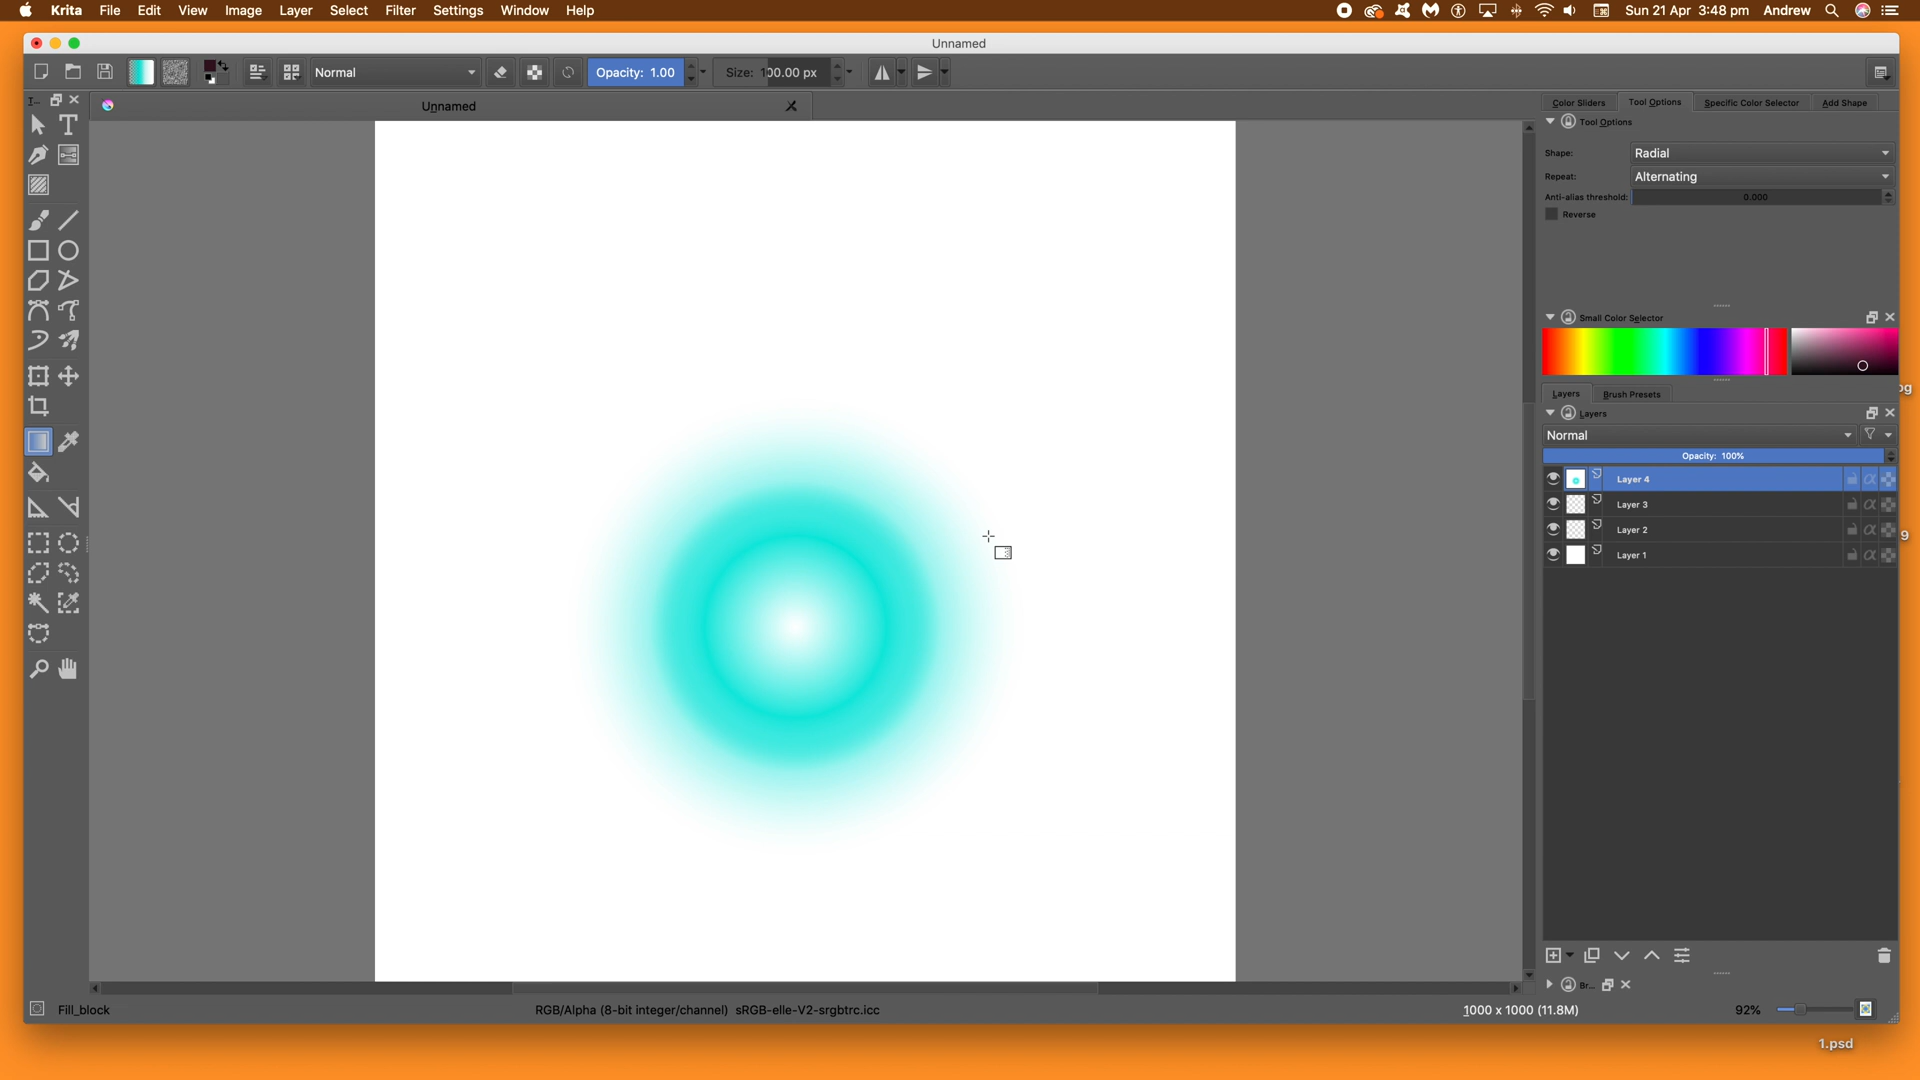 Krita File Edit View Image Layer Select Filter Settings Window Help Sun 21 Apr 3:48 pm Andrew
Unnamed
Normal Opacity: 1.00 Size: 100.00 px
T...
Unnamed
Color Sliders Tool Options Specific Color Selector Add Shape
Tool Options
Shape: Radial
Repeat: Alternating
Anti-alias threshold: 0.000
Reverse
Small Color Selector
Layers Brush Presets
Layers
Normal
Opacity: 100%
Layer 4
Layer 3
Layer 2
Layer 1
Br...
Fill_block RGB/Alpha (8-bit integer/channel) sRGB-elle-V2-srgbtrc.icc 1000 x 1000 (11.8M) 92%
1.psd